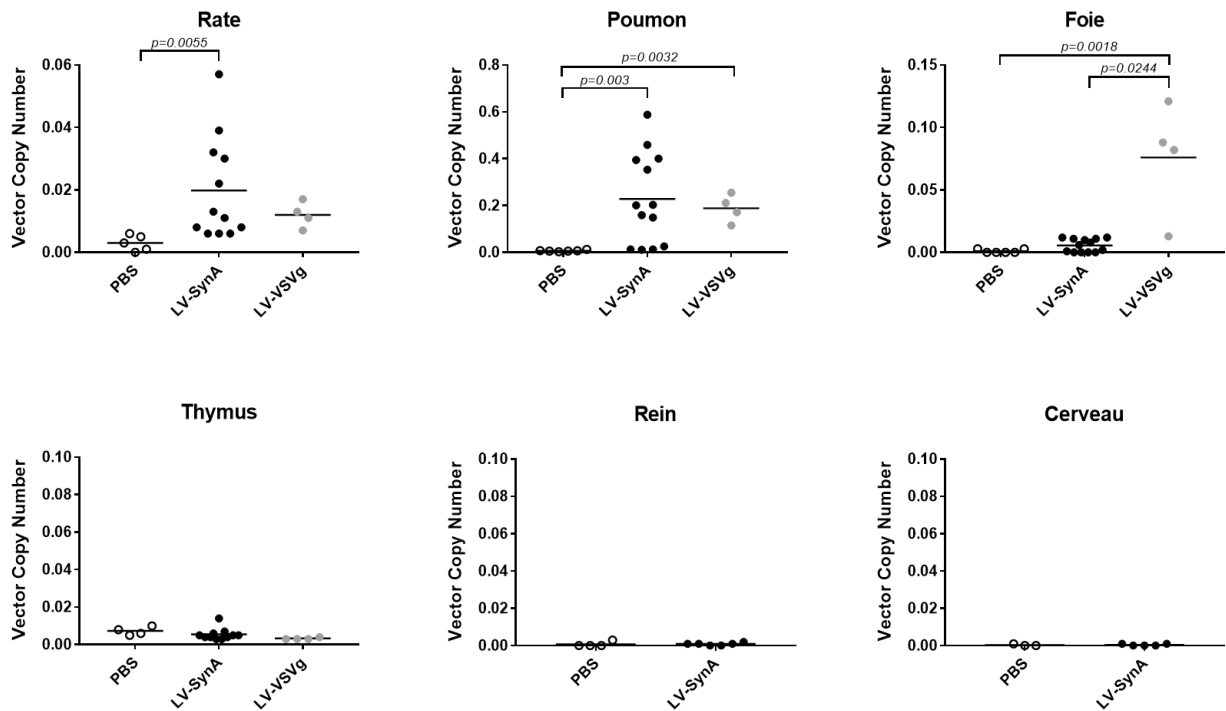 Rate
p=0.0055
Vector Copy Number
0.06
0.04
0.02
0.00
PBS
LV-SynA
LV-VSVg
Poumon
p=0.0032
p=0.003
Vector Copy Number
0.8
0.6
0.4
0.2
0.0
PBS
LV-SynA
LV-VSVg
Foie
p=0.0018
p=0.0244
Vector Copy Number
0.15
0.10
0.05
0.00
PBS
LV-SynA
LV-VSVg
Thymus
Vector Copy Number
0.10
0.08
0.06
0.04
0.02
0.00
PBS
LV-SynA
LV-VSVg
Rein
Vector Copy Number
0.10
0.08
0.06
0.04
0.02
0.00
PBS
LV-SynA
Cerveau
Vector Copy Number
0.10
0.08
0.06
0.04
0.02
0.00
PBS
LV-SynA